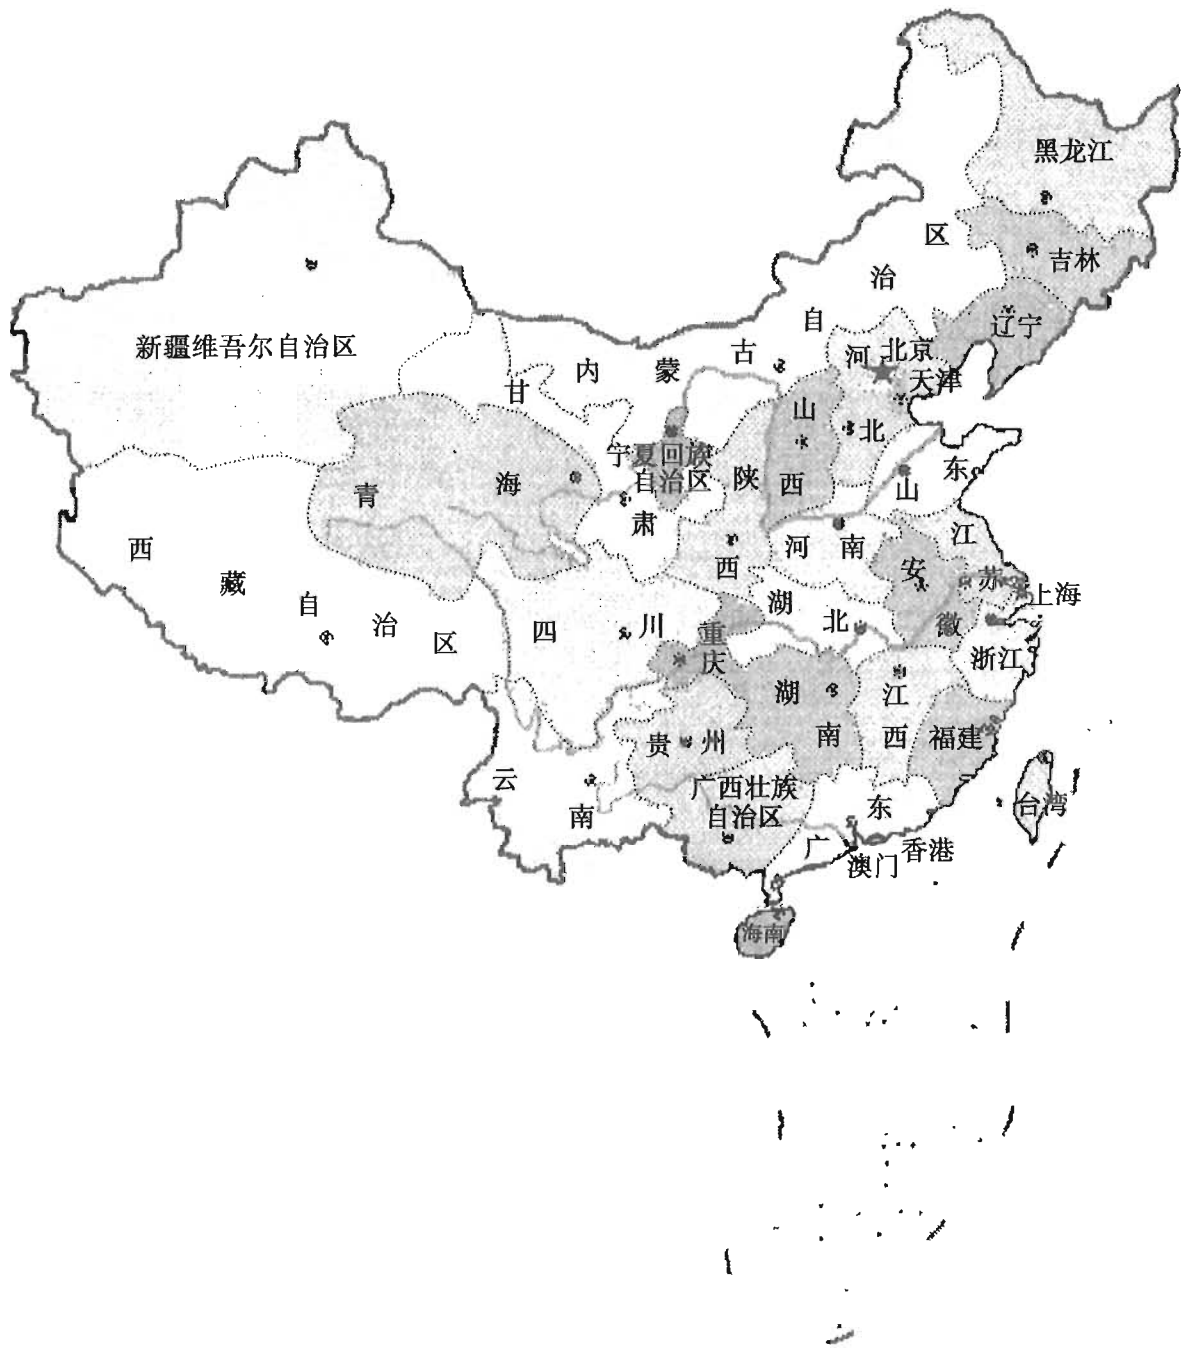 黑龙江
吉林
辽宁
内蒙古自治区
新疆维吾尔自治区
北京
天津
河北
甘肃
山西
宁夏回族
自治区
陕西
山东
青海
河南
江苏
安徽
上海
西藏自治区
四川
重庆
湖北
浙江
湖南
江西
福建
贵州
云南
广西壮族
自治区
广东
台湾
香港
澳门
海南